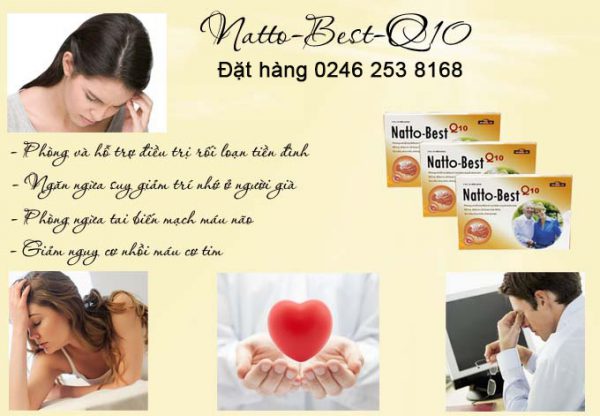 Natto-Best-Q10
Đặt hàng 0246 253 8168
- Phòng và hỗ trợ điều trị rối loạn tiền đình
- Ngăn ngừa suy giảm trí nhớ ở người già
- Phòng ngừa tai biến mạch máu não
- Giảm nguy cơ nhồi máu cơ tim
Natto-Best Q10
Natto-Best Q10
Natto-Best Q10